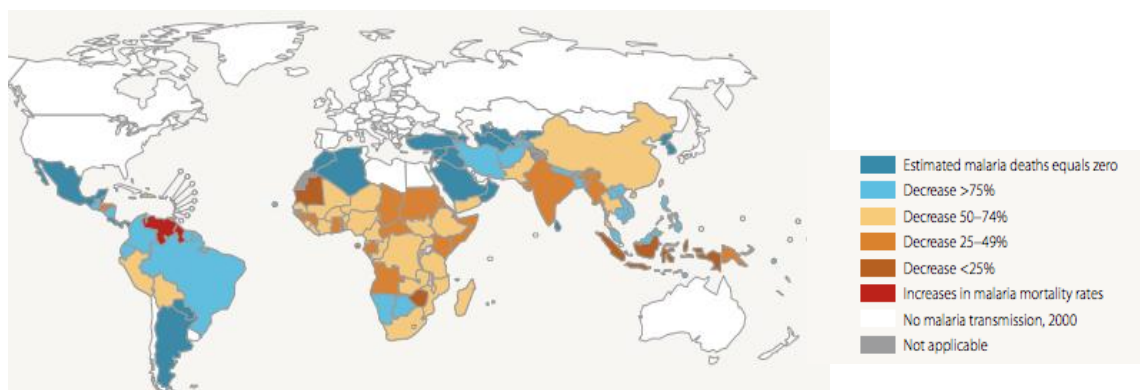 Estimated malaria deaths equals zero
Decrease >75%
Decrease 50–74%
Decrease 25–49%
Decrease <25%
Increases in malaria mortality rates
No malaria transmission, 2000
Not applicable